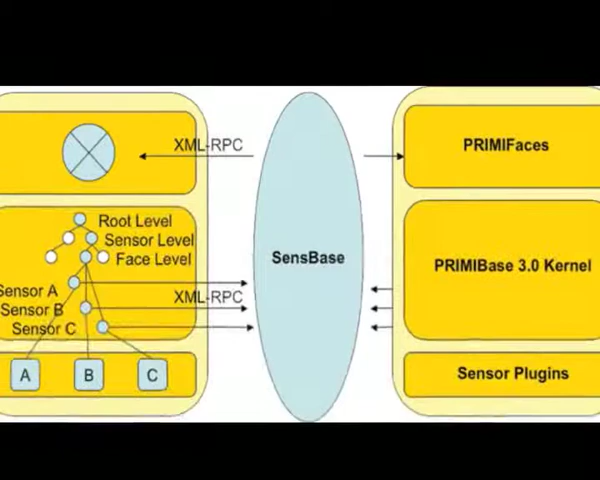 XML-RPC
PRIMIFaces
Root Level
Sensor Level
Face Level
SensBase
PRIMIBase 3.0 Kernel
Sensor A
XML-RPC
Sensor B
Sensor C
A
B
C
Sensor Plugins